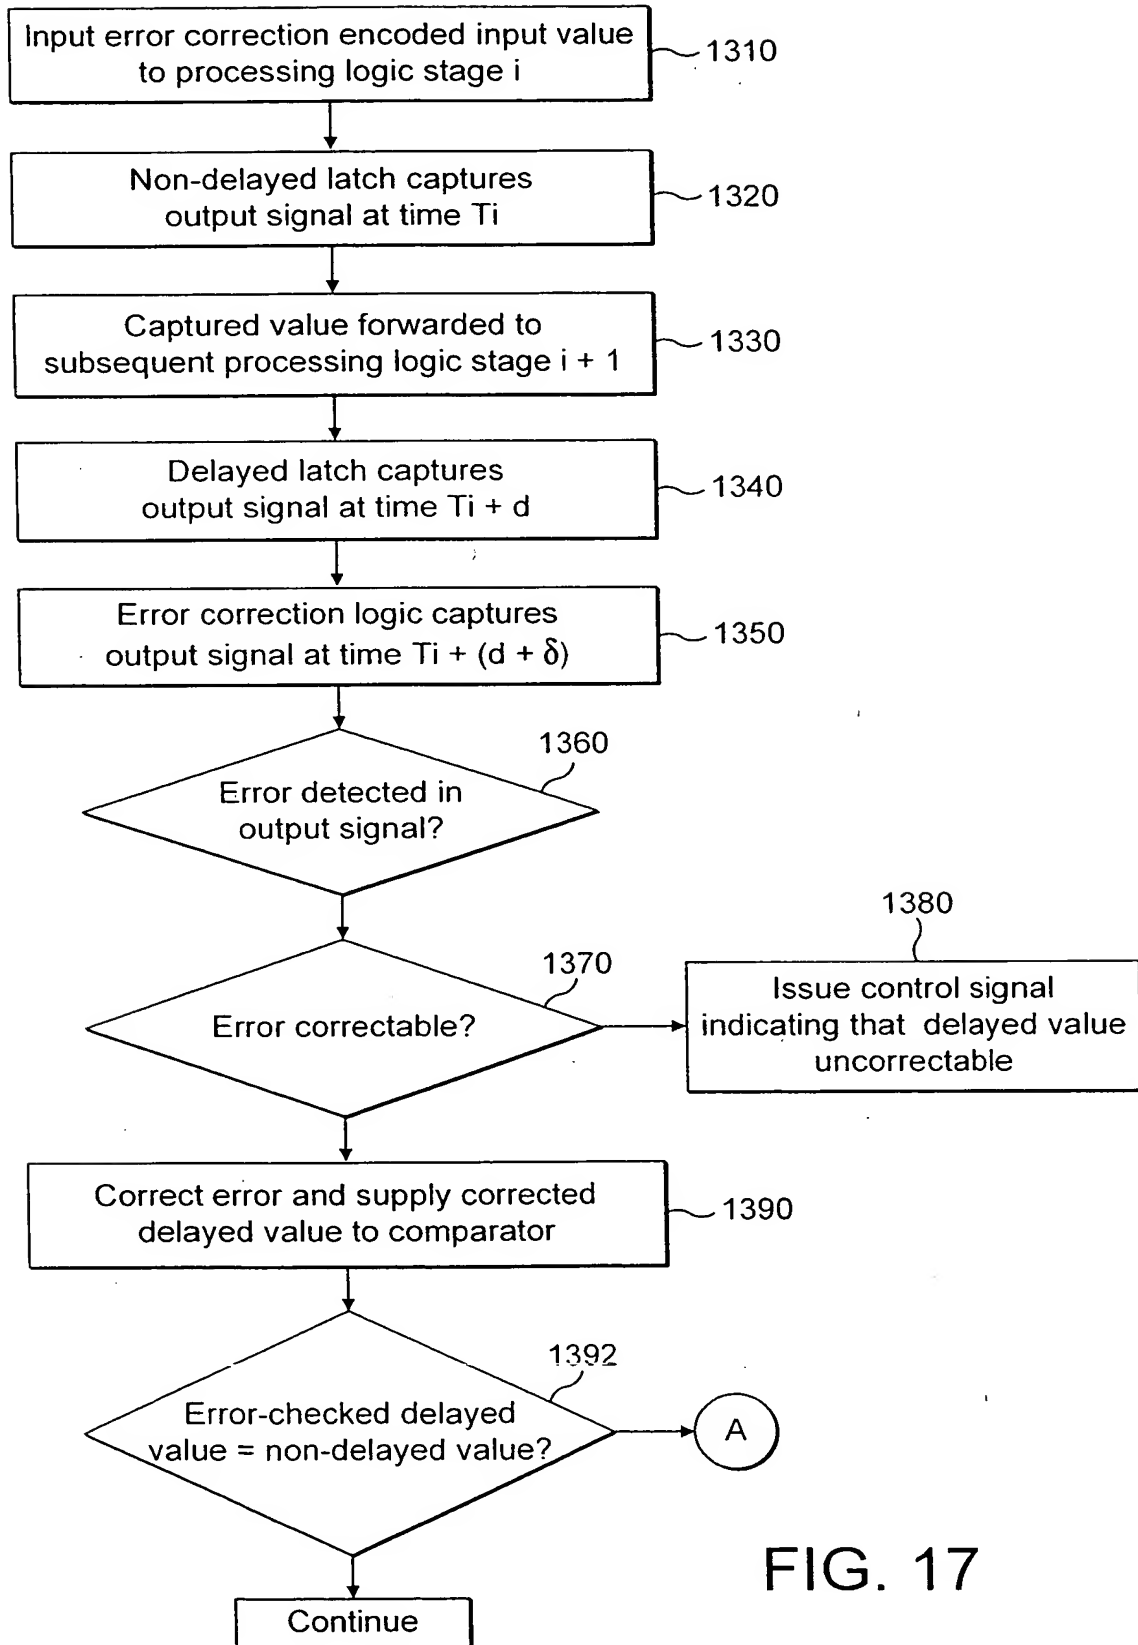 Input error correction encoded input value
to processing logic stage i
1310
Non-delayed latch captures
output signal at time Ti
1320
Captured value forwarded to
subsequent processing logic stage i + 1
1330
Delayed latch captures
output signal at time Ti + d
1340
Error correction logic captures
output signal at time Ti + (d + δ)
1350
1360
Error detected in
output signal?
1370
Error correctable?
1380
Issue control signal
indicating that delayed value
uncorrectable
Correct error and supply corrected
delayed value to comparator
1390
1392
Error-checked delayed
value = non-delayed value?
A
Continue
FIG. 17